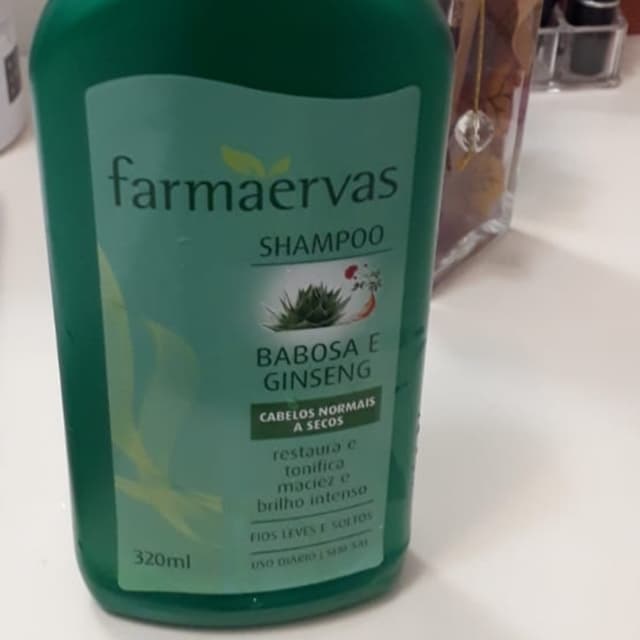 farmaervas
SHAMPOO
BABOSA E
GINSENG
CABELOS NORMAIS
A SECOS
restaura e
tonifica
maciez e
brilho intenso
FIOS LEVES E SOLTOS
USO DIÁRIO | SEM SAL
320ml